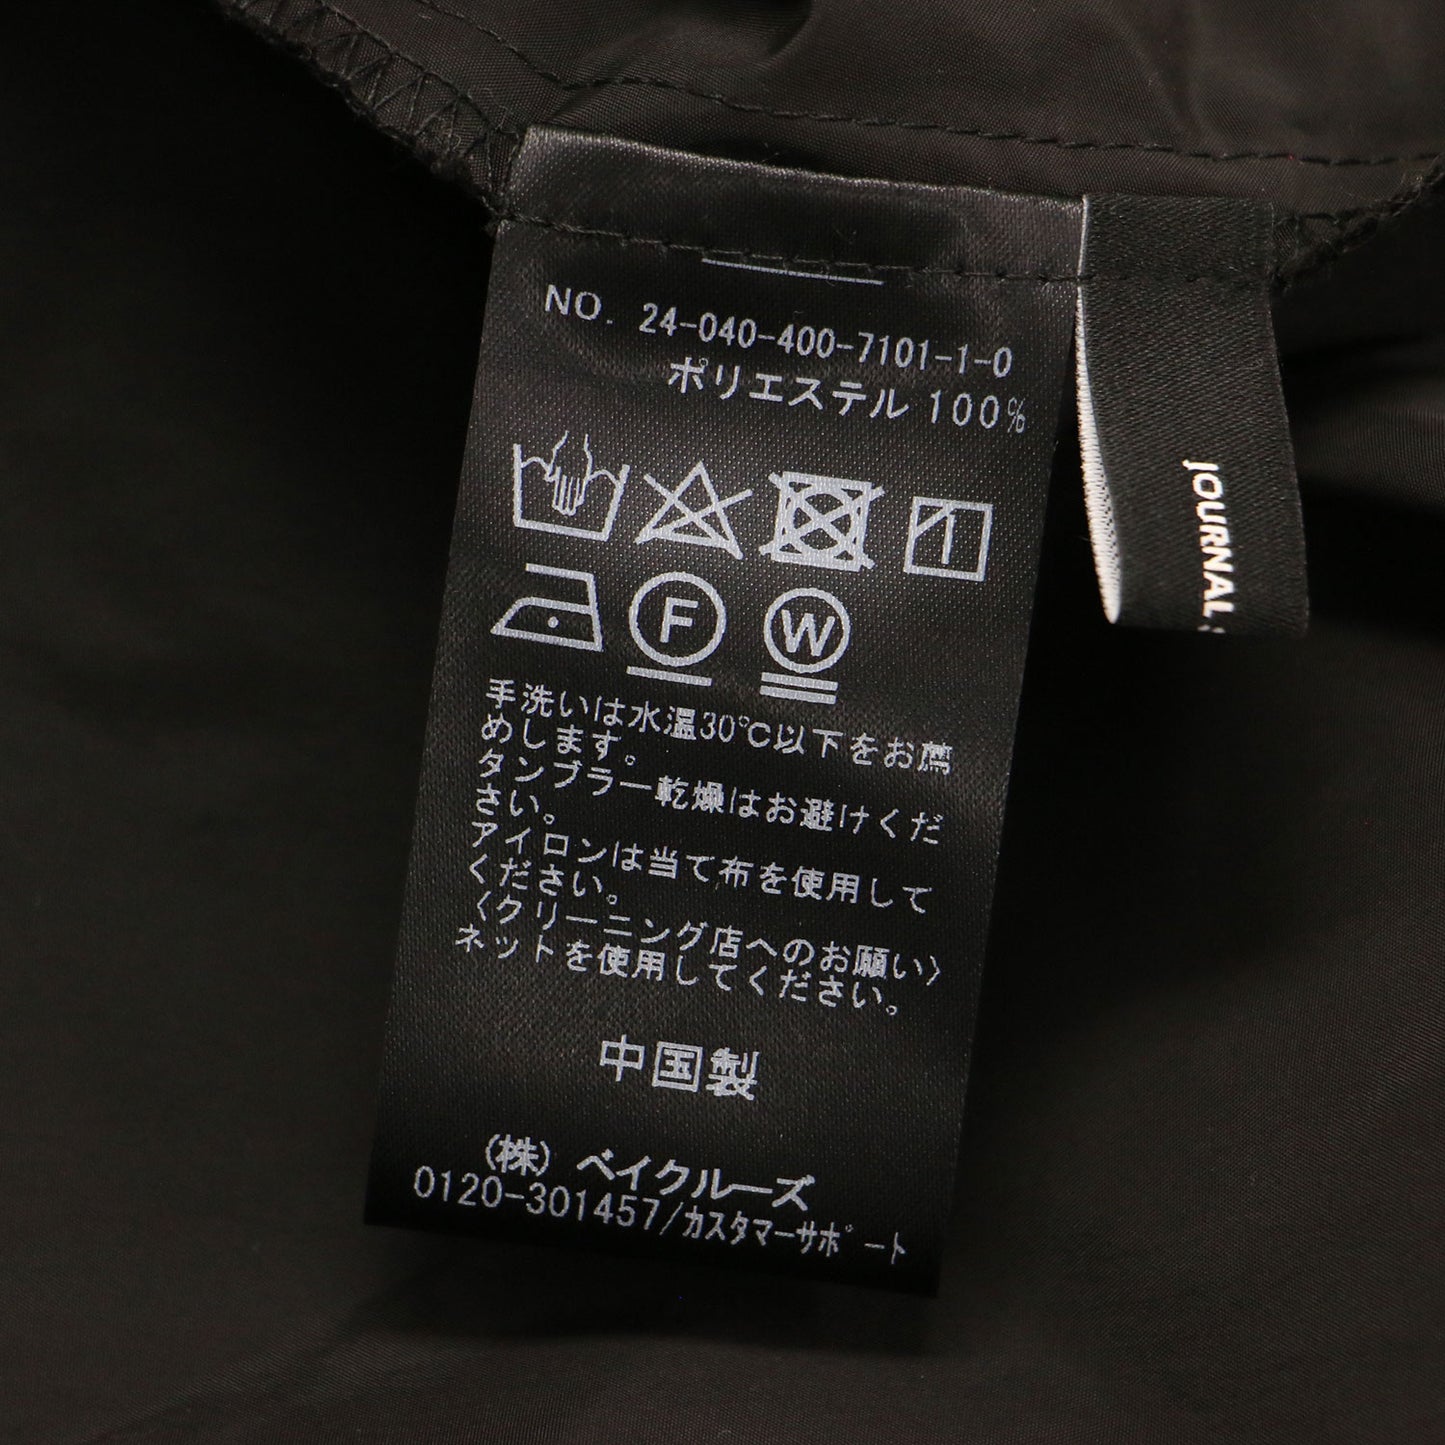 NO. 24-040-400-7101-1-0
ポリエステル 100%
F
W
手洗いは水温30℃以下をお薦
めします。
タンブラー乾燥はお避けくだ
さい。
アイロンは当て布を使用して
ください。
〈クリーニング店へのお願い〉
ネットを使用してください。
中国製
(株) ベイクルーズ
0120-301457/カスタマーサポート
JOURNAL